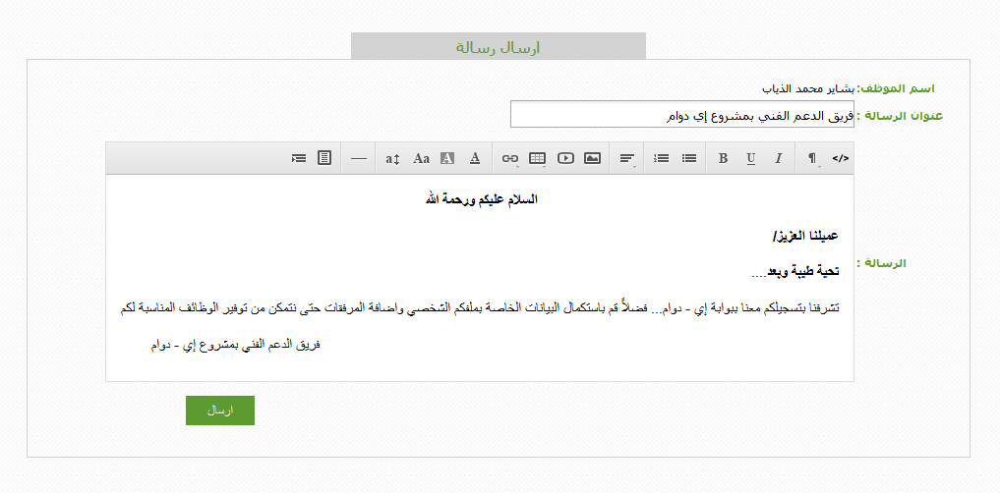 ارسال رسالة
اسم الموظف: بشاير محمد الذياب
عنوان الرسالة : فريق الدعم الفني بمشروع إي دوام
</> ¶ I U B Aa A A a
السلام عليكم ورحمة الله
عميلنا العزيز/
تحية طيبة وبعد....
الرسالة :
تشرفنا بتسجيلكم معنا ببوابة إي - دوام... فضلاً قم باستكمال البيانات الخاصة بملفكم الشخصي واضافة المرفقات حتى نتمكن من توفير الوظائف المناسبة لكم
فريق الدعم الفني بمشروع إي - دوام
ارسال